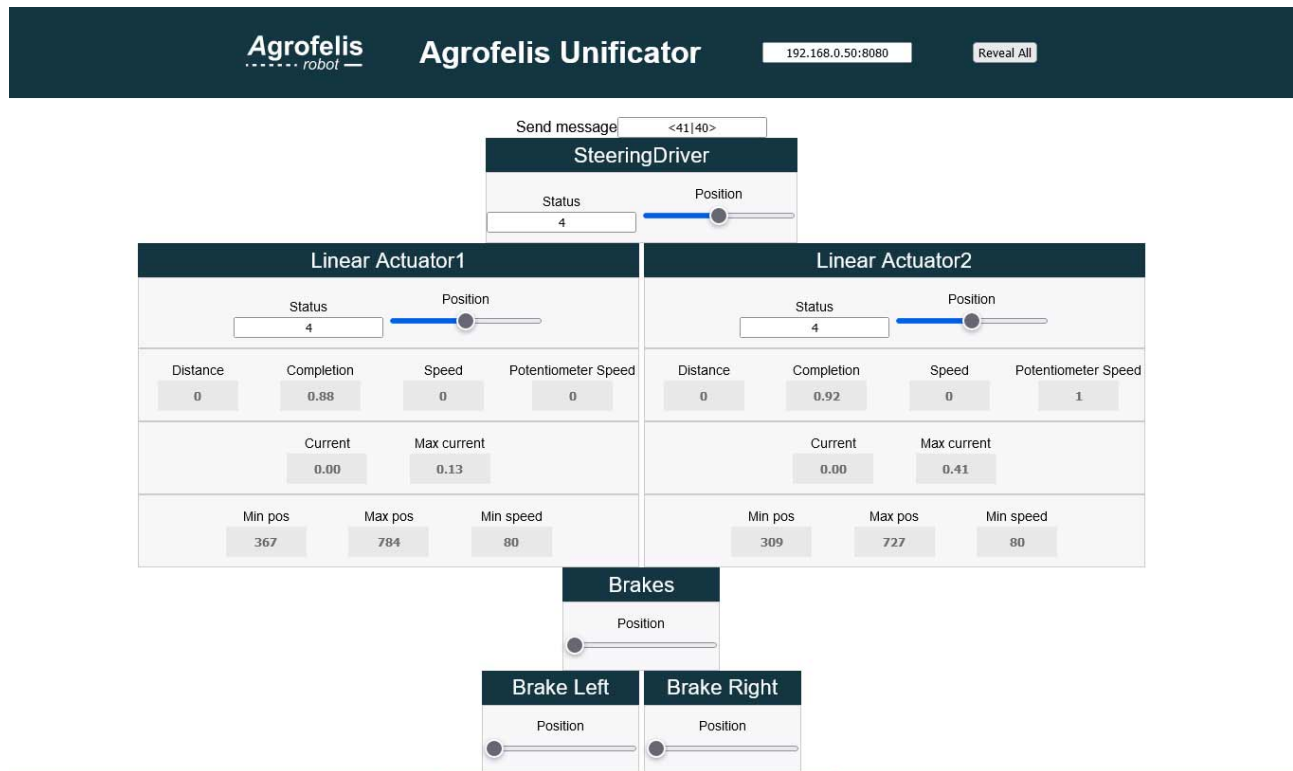 Agrofelis
robot
Agrofelis Unificator
192.168.0.50:8080
Reveal All
Send message <41|40>
SteeringDriver
Status Position
4
Linear Actuator1
Status Position
4
Distance Completion Speed Potentiometer Speed
0 0.88 0 0
Current Max current
0.00 0.13
Min pos Max pos Min speed
367 784 80
Linear Actuator2
Status Position
4
Distance Completion Speed Potentiometer Speed
0 0.92 0 1
Current Max current
0.00 0.41
Min pos Max pos Min speed
309 727 80
Brakes
Position
Brake Left
Position
Brake Right
Position